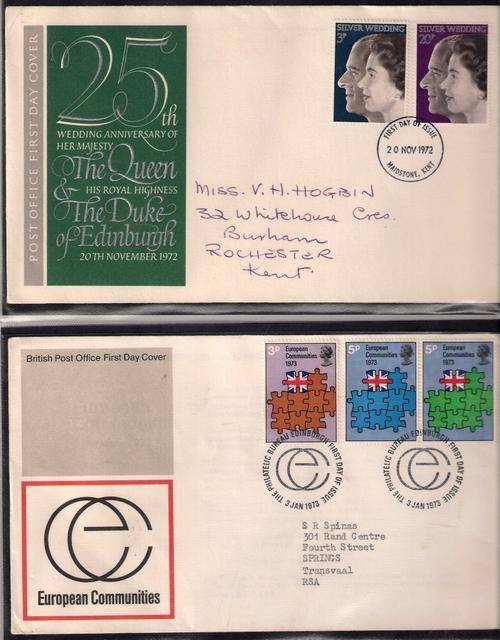 POST OFFICE FIRST DAY COVER
25th
WEDDING ANNIVERSARY OF
HER MAJESTY
The Queen
& HIS ROYAL HIGHNESS
The Duke
of Edinburgh
20TH NOVEMBER 1972
SILVER WEDDING
3P
SILVER WEDDING
20P
FIRST DAY OF ISSUE
20 NOV 1972
MAIDSTONE, KENT
MISS. V. H. HOGBIN
32 Whitehouse Cres.
Burham
ROCHESTER
Kent.
British Post Office First Day Cover
3P European
Communities
1973
5P European
Communities
1973
5P European
Communities
1973
THE PHILATELIC BUREAU EDINBURGH FIRST DAY OF ISSUE
3 JAN 1973
THE PHILATELIC BUREAU EDINBURGH FIRST DAY OF ISSUE
3 JAN 1973
S R Spinas
301 Rand Centre
Fourth Street
SPRINGS
Transvaal
RSA
European Communities